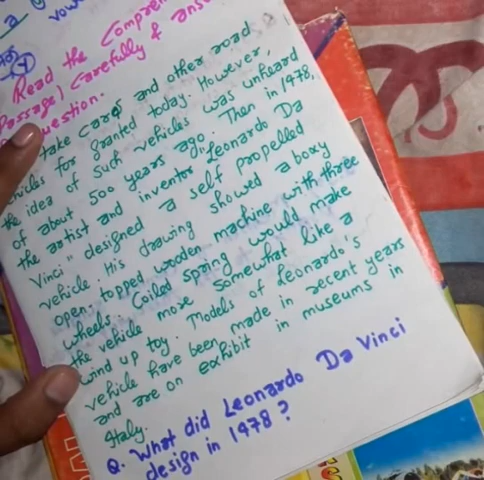 vow
Read the Compreh
Passage) Carefully & ans
question.
take cars and other road
vehicles for granted today. However,
the idea of such vehicles was unheard
of about 500 years ago. Then in 1478,
the artist and inventor "Leonardo Da
Vinci" designed a self propelled
vehicle. His drawing showed a boxy
open, topped wooden machine with three
wheels. Coiled spring would make
the vehicle move somewhat like a
wind up toy. Models of Leonardo's
vehicle have been made in recent years
and are on exhibit in museums in
Italy.
Q. What did Leonardo Da Vinci
design in 1478?